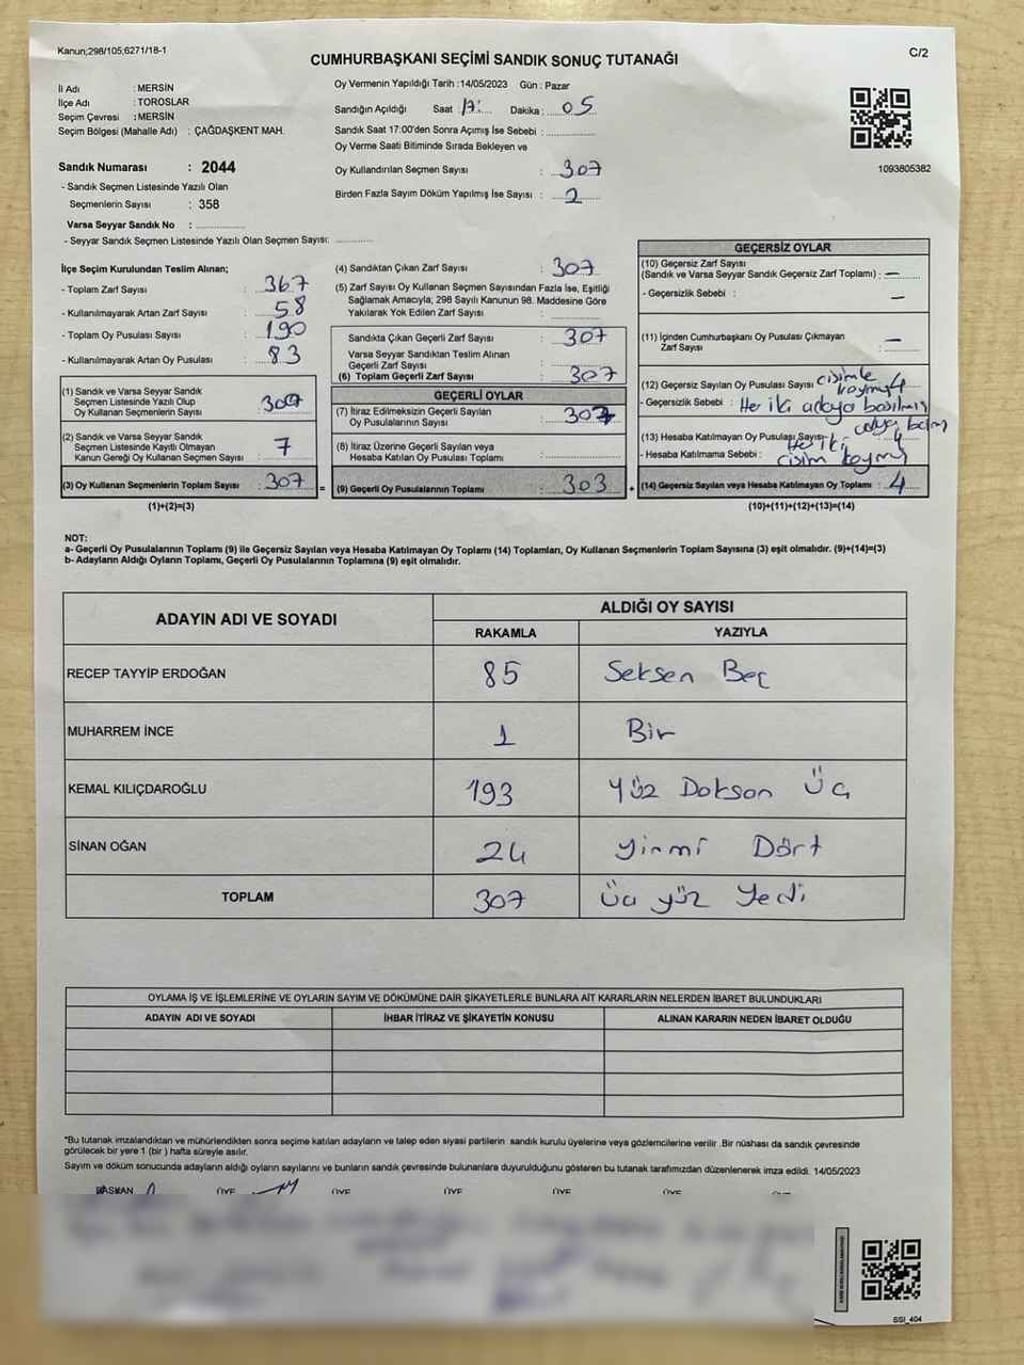 Kanun;298/105;6271/18-1
C/2
CUMHURBAŞKANI SEÇİMİ SANDIK SONUÇ TUTANAĞI
İl Adı : MERSİN
İlçe Adı : TOROSLAR
Seçim Çevresi : MERSİN
Seçim Bölgesi (Mahalle Adı) : ÇAĞDAŞKENT MAH.
Sandık Numarası : 2044
- Sandık Seçmen Listesinde Yazılı Olan
Seçmenlerin Sayısı : 358
Varsa Seyyar Sandık No :
- Seyyar Sandık Seçmen Listesinde Yazılı Olan Seçmen Sayısı:
Oy Vermenin Yapıldığı Tarih :14/05/2023 Gün : Pazar
Sandığın Açıldığı Saat :17: Dakika : 05
Sandık Saat 17:00'den Sonra Açımış İse Sebebi :
Oy Verme Saati Bitiminde Sırada Bekleyen ve
Oy Kullandırılan Seçmen Sayısı : 307
Birden Fazla Sayım Döküm Yapılmış İse Sayısı : 2
1093805382
İlçe Seçim Kurulundan Teslim Alınan;
- Toplam Zarf Sayısı : 367
- Kullanılmayarak Artan Zarf Sayısı : 58
- Toplam Oy Pusulası Sayısı : 190
- Kullanılmayarak Artan Oy Pusulası : 83
(1) Sandık ve Varsa Seyyar Sandık
Seçmen Listesinde Yazılı Olup
Oy Kullanan Seçmenlerin Sayısı :
(2) Sandık ve Varsa Seyyar Sandık
Seçmen Listesinde Kayıtlı Olmayan
Kanun Gereği Oy Kullanan Seçmen Sayısı : 7
(3) Oy Kullanan Seçmenlerin Toplam Sayısı : 307 =
(1)+(2)=(3)
(4) Sandıktan Çıkan Zarf Sayısı : 307
(5) Zarf Sayısı Oy Kullanan Seçmen Sayısından Fazla İse, Eşitliği
Sağlamak Amacıyla, 298 Sayılı Kanunun 98. Maddesine Göre
Yakılarak Yok Edilen Zarf Sayısı :
Sandıkta Çıkan Geçerli Zarf Sayısı : 307
Varsa Seyyar Sandıktan Teslim Alınan
Geçerli Zarf Sayısı :
(6) Toplam Geçerli Zarf Sayısı : 307
GEÇERLİ OYLAR
(7) İtiraz Edilmeksizin Geçerli Sayılan
Oy Pusulalarının Sayısı :
(8) İtiraz Üzerine Geçerli Sayılan veya
Hesaba Katılan Oy Pusulası Toplamı :
(9) Geçerli Oy Pusulalarının Toplamı : 303 +
GEÇERSİZ OYLAR
(10) Geçersiz Zarf Sayısı
(Sandık ve Varsa Seyyar Sandık Geçersiz Zarf Toplamı) : —
- Geçersizlik Sebebi : —
(11) İçinden Cumhurbaşkanı Oy Pusulası Çıkmayan
Zarf Sayısı : —
(12) Geçersiz Sayılan Oy Pusulası Sayısı : 4
- Geçersizlik Sebebi : Her iki adaya basılmış
(13) Hesaba Katılmayan Oy Pusulası Sayısı :
- Hesaba Katılmama Sebebi :
(14) Geçersiz Sayılan veya Hesaba Katılmayan Oy Toplamı : 4
(10)+(11)+(12)+(13)=(14)
NOT:
a- Geçerli Oy Pusulalarının Toplamı (9) ile Geçersiz Sayılan veya Hesaba Katılmayan Oy Toplamı (14) Toplamları, Oy Kullanan Seçmenlerin Toplam Sayısına (3) eşit olmalıdır. (9)+(14)=(3)
b- Adayların Aldığı Oyların Toplamı, Geçerli Oy Pusulalarının Toplamına (9) eşit olmalıdır.
ADAYIN ADI VE SOYADI
ALDIĞI OY SAYISI
RAKAMLA YAZIYLA
RECEP TAYYİP ERDOĞAN 85 Seksen Beş
MUHARREM İNCE 1 Bir
KEMAL KILIÇDAROĞLU 193 Yüz Doksan Üç
SİNAN OĞAN 24 Yirmi Dört
TOPLAM 307 Üç yüz Yedi
OYLAMA İŞ VE İŞLEMLERİNE VE OYLARIN SAYIM VE DÖKÜMÜNE DAİR ŞİKAYETLERLE BUNLARA AİT KARARLARIN NELERDEN İBARET BULUNDUKLARI
ADAYIN ADI VE SOYADI İHBAR İTİRAZ VE ŞİKAYETİN KONUSU ALINAN KARARIN NEDEN İBARET OLDUĞU
*Bu tutanak imzalandıktan ve mühürlendikten sonra seçime katılan adayların ve talep eden siyasi partilerin sandık kurulu üyelerine veya gözlemcilerine verilir .Bir nüshası da sandık çevresinde
görülecek bir yere 1 (bir ) hafta süreyle asılır.
Sayım ve döküm sonucunda adayların aldığı oyların sayılarını ve bunların sandık çevresinde bulunanlara duyurulduğunu gösteren bu tutanak tarafımızdan düzenlenerek imza edildi. 14/05/2023
BAŞKAN ÜYE ÜYE ÜYE ÜYE ÜYE
SSI_404